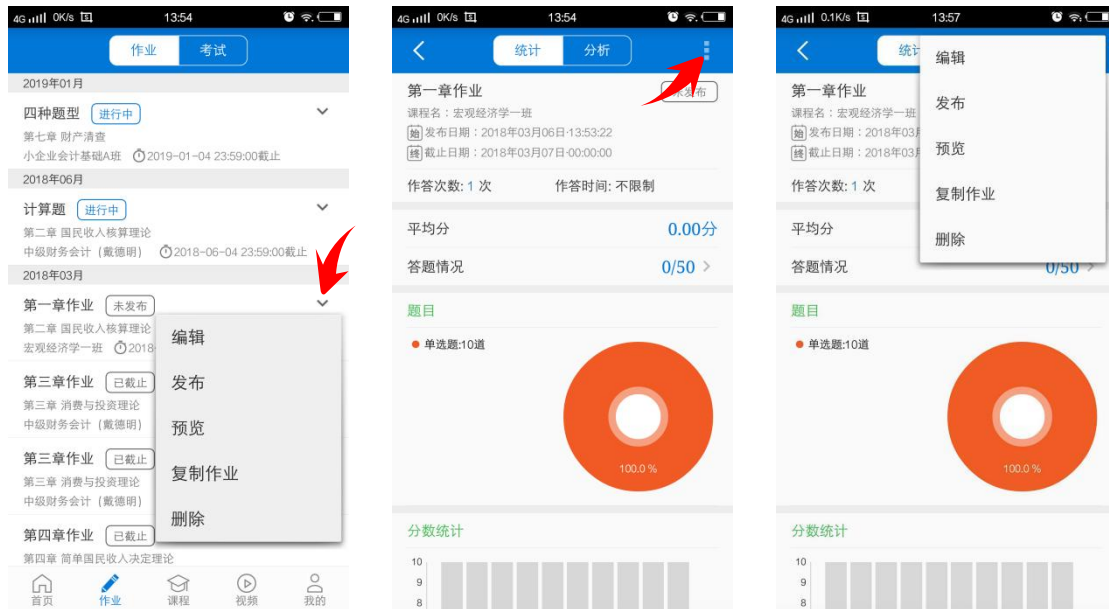 4G 0K/s 13:54
作业 考试
2019年01月
四种题型 进行中
第七章 财产清查
小企业会计基础A班 2019-01-04 23:59:00截止
2018年06月
计算题 进行中
第二章 国民收入核算理论
中级财务会计（戴德明） 2018-06-04 23:59:00截止
2018年03月
第一章作业 未发布
第二章 国民收入核算理论
宏观经济学一班 2018-
编辑
发布
预览
复制作业
删除
第三章作业 已截止
第三章 消费与投资理论
中级财务会计（戴德明）
第三章作业 已截止
第三章 消费与投资理论
中级财务会计（戴德明）
第四章作业 已截止
第四章 简单国民收入决定理论
首页 作业 课程 视频 我的
4G 0K/s 13:54
统计 分析
第一章作业 未发布
课程名：宏观经济学一班
始 发布日期：2018年03月06日-13:53:22
终 截止日期：2018年03月07日-00:00:00
作答次数: 1 次 作答时间: 不限制
平均分 0.00分
答题情况 0/50
题目
单选题:10道
100.0 %
分数统计
10
9
8
4G 0.1K/s 13:57
统计
编辑
发布
预览
复制作业
删除
第一章作业
课程名：宏观经济学一班
始 发布日期：2018年03月
终 截止日期：2018年03月
作答次数: 1 次
平均分
答题情况 0/50
题目
单选题:10道
100.0 %
分数统计
10
9
8